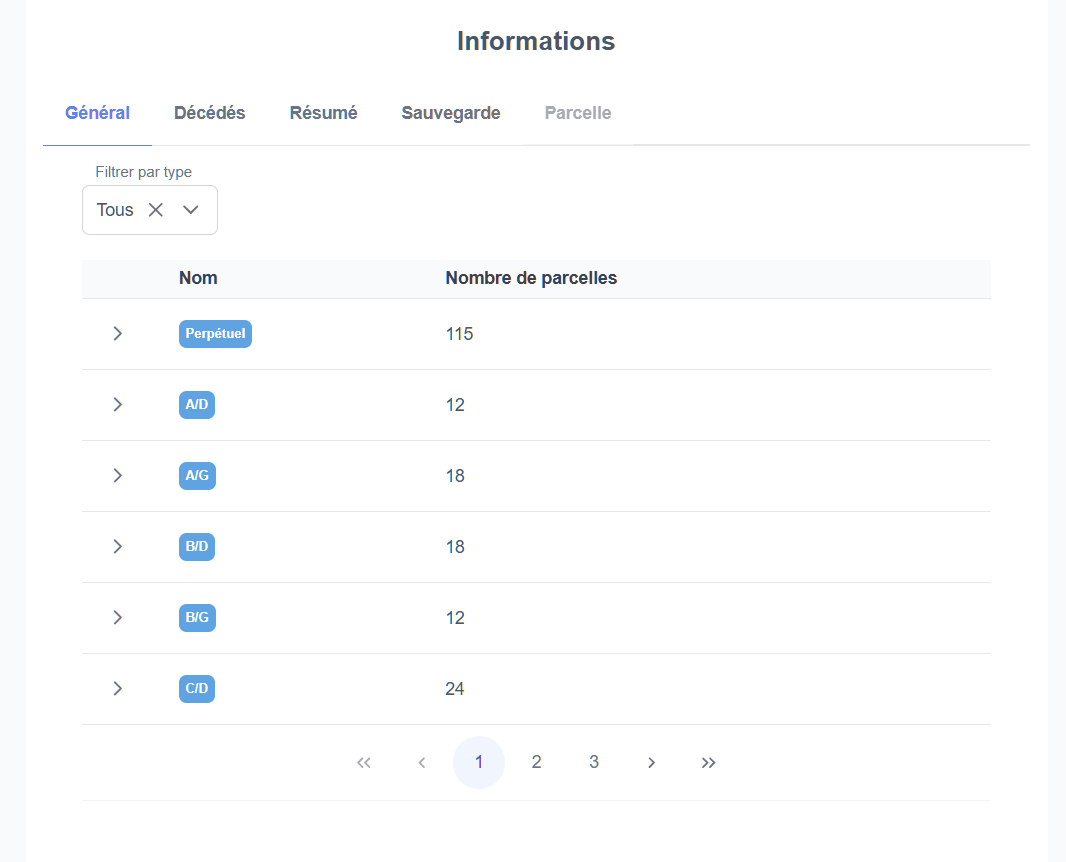 Informations
Général Décédés Résumé Sauvegarde Parcelle
Filtrer par type
Tous
Nom Nombre de parcelles
Perpétuel 115
A/D 12
A/G 18
B/D 18
B/G 12
C/D 24
1 2 3